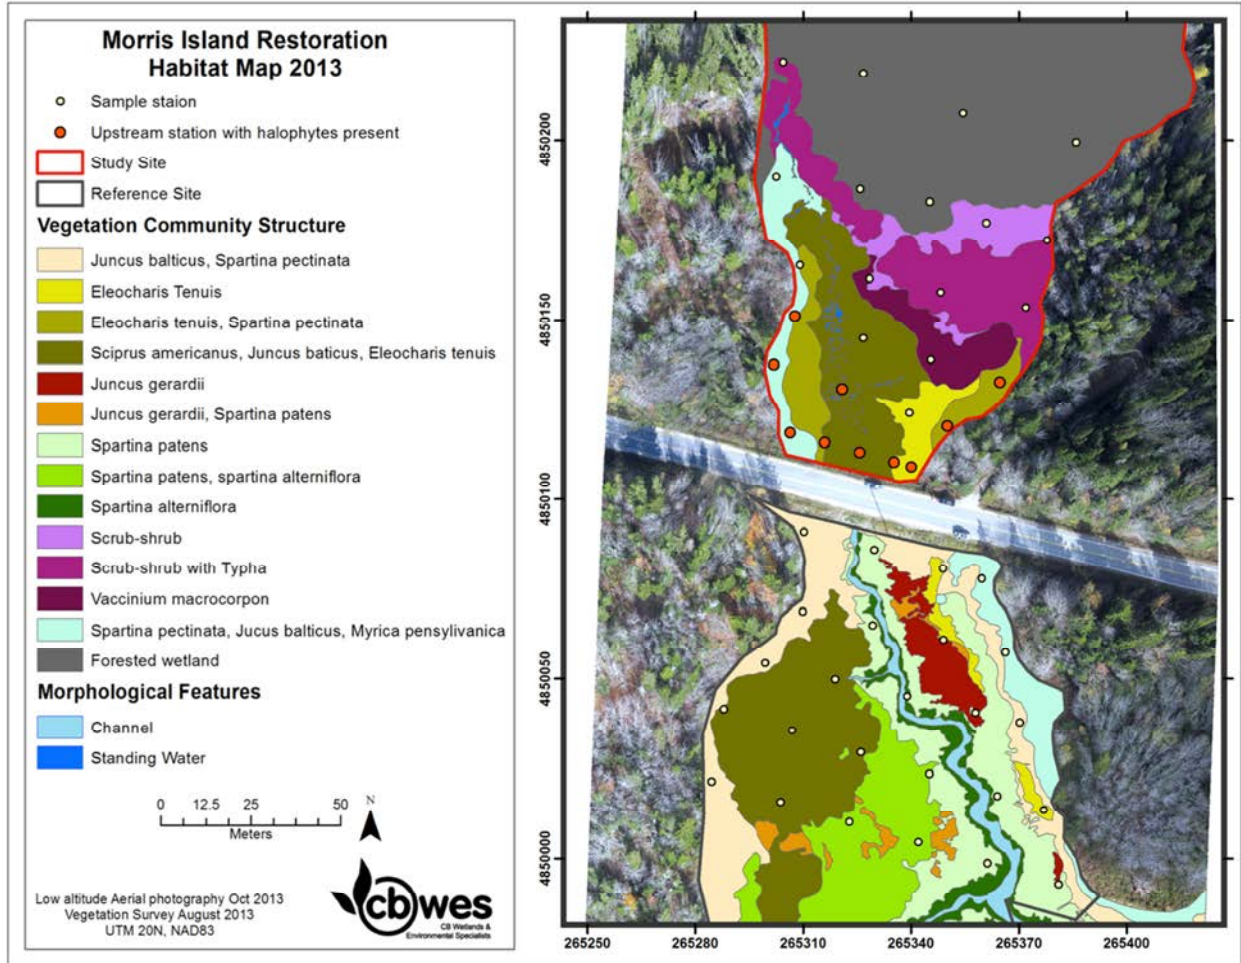 Morris Island Restoration
Habitat Map 2013
Sample staion
Upstream station with halophytes present
Study Site
Reference Site
Vegetation Community Structure
Juncus balticus, Spartina pectinata
Eleocharis Tenuis
Eleocharis tenuis, Spartina pectinata
Sciprus americanus, Juncus baticus, Eleocharis tenuis
Juncus gerardii
Juncus gerardii, Spartina patens
Spartina patens
Spartina patens, spartina alterniflora
Spartina alterniflora
Scrub-shrub
Scrub-shrub with Typha
Vaccinium macrocorpon
Spartina pectinata, Jucus balticus, Myrica pensylivanica
Forested wetland
Morphological Features
Channel
Standing Water
0 12.5 25 50
Meters
N
Low altitude Aerial photography Oct 2013
Vegetation Survey August 2013
UTM 20N, NAD83
cbwes
CB Wetlands &
Environmental Specialists
4850200
4850150
4850100
4850050
4850000
265250 265280 265310 265340 265370 265400